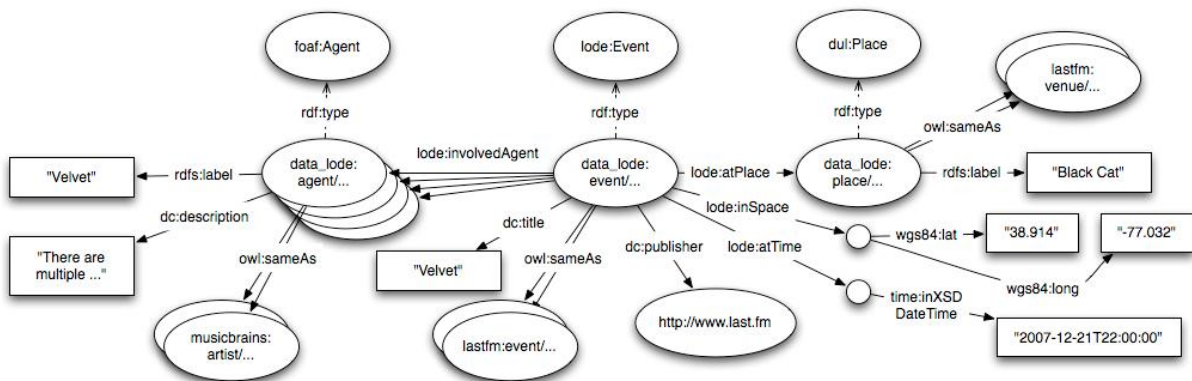 foaf:Agent
lode:Event
dul:Place
lastfm:
venue/...
rdf:type
rdf:type
rdf:type
owl:sameAs
"Velvet"
rdfs:label
data_lode:
agent/...
lode:involvedAgent
data_lode:
event/...
lode:atPlace
data_lode:
place/...
rdfs:label
"Black Cat"
dc:description
dc:title
lode:inSpace
"There are
multiple ..."
owl:sameAs
"Velvet"
owl:sameAs
dc:publisher
lode:atTime
wgs84:lat
"38.914"
"-77.032"
wgs84:long
musicbrains:
artist/...
lastfm:event/...
http://www.last.fm
time:inXSD
DateTime
"2007-12-21T22:00:00"